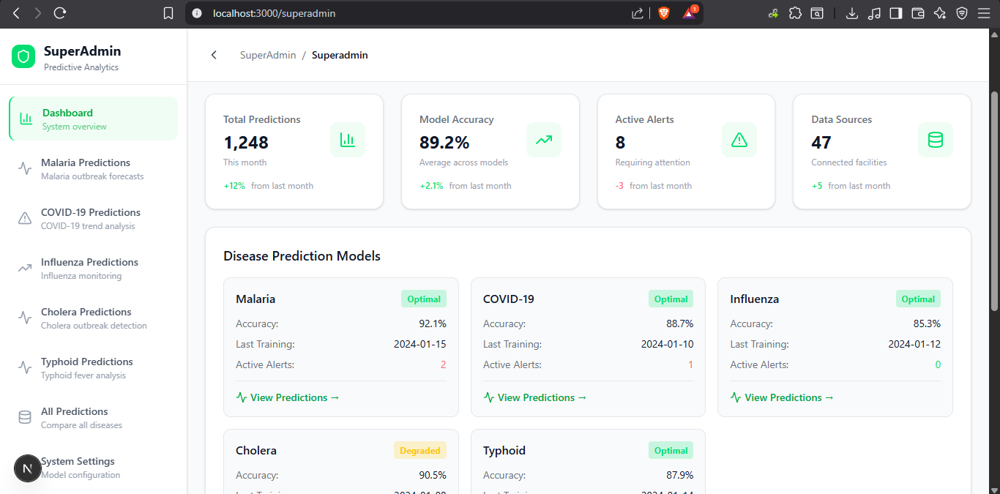 localhost:3000/superadmin
1
SuperAdmin
Predictive Analytics
SuperAdmin / Superadmin
Dashboard
System overview
Malaria Predictions
Malaria outbreak forecasts
COVID-19 Predictions
COVID-19 trend analysis
Influenza Predictions
Influenza monitoring
Cholera Predictions
Cholera outbreak detection
Typhoid Predictions
Typhoid fever analysis
All Predictions
Compare all diseases
System Settings
Model configuration
N
Total Predictions
1,248
This month
+12% from last month
Model Accuracy
89.2%
Average across models
+2.1% from last month
Active Alerts
8
Requiring attention
-3 from last month
Data Sources
47
Connected facilities
+5 from last month
Disease Prediction Models
Malaria Optimal
Accuracy: 92.1%
Last Training: 2024-01-15
Active Alerts: 2
View Predictions →
COVID-19 Optimal
Accuracy: 88.7%
Last Training: 2024-01-10
Active Alerts: 1
View Predictions →
Influenza Optimal
Accuracy: 85.3%
Last Training: 2024-01-12
Active Alerts: 0
View Predictions →
Cholera Degraded
Accuracy: 90.5%
Typhoid Optimal
Accuracy: 87.9%